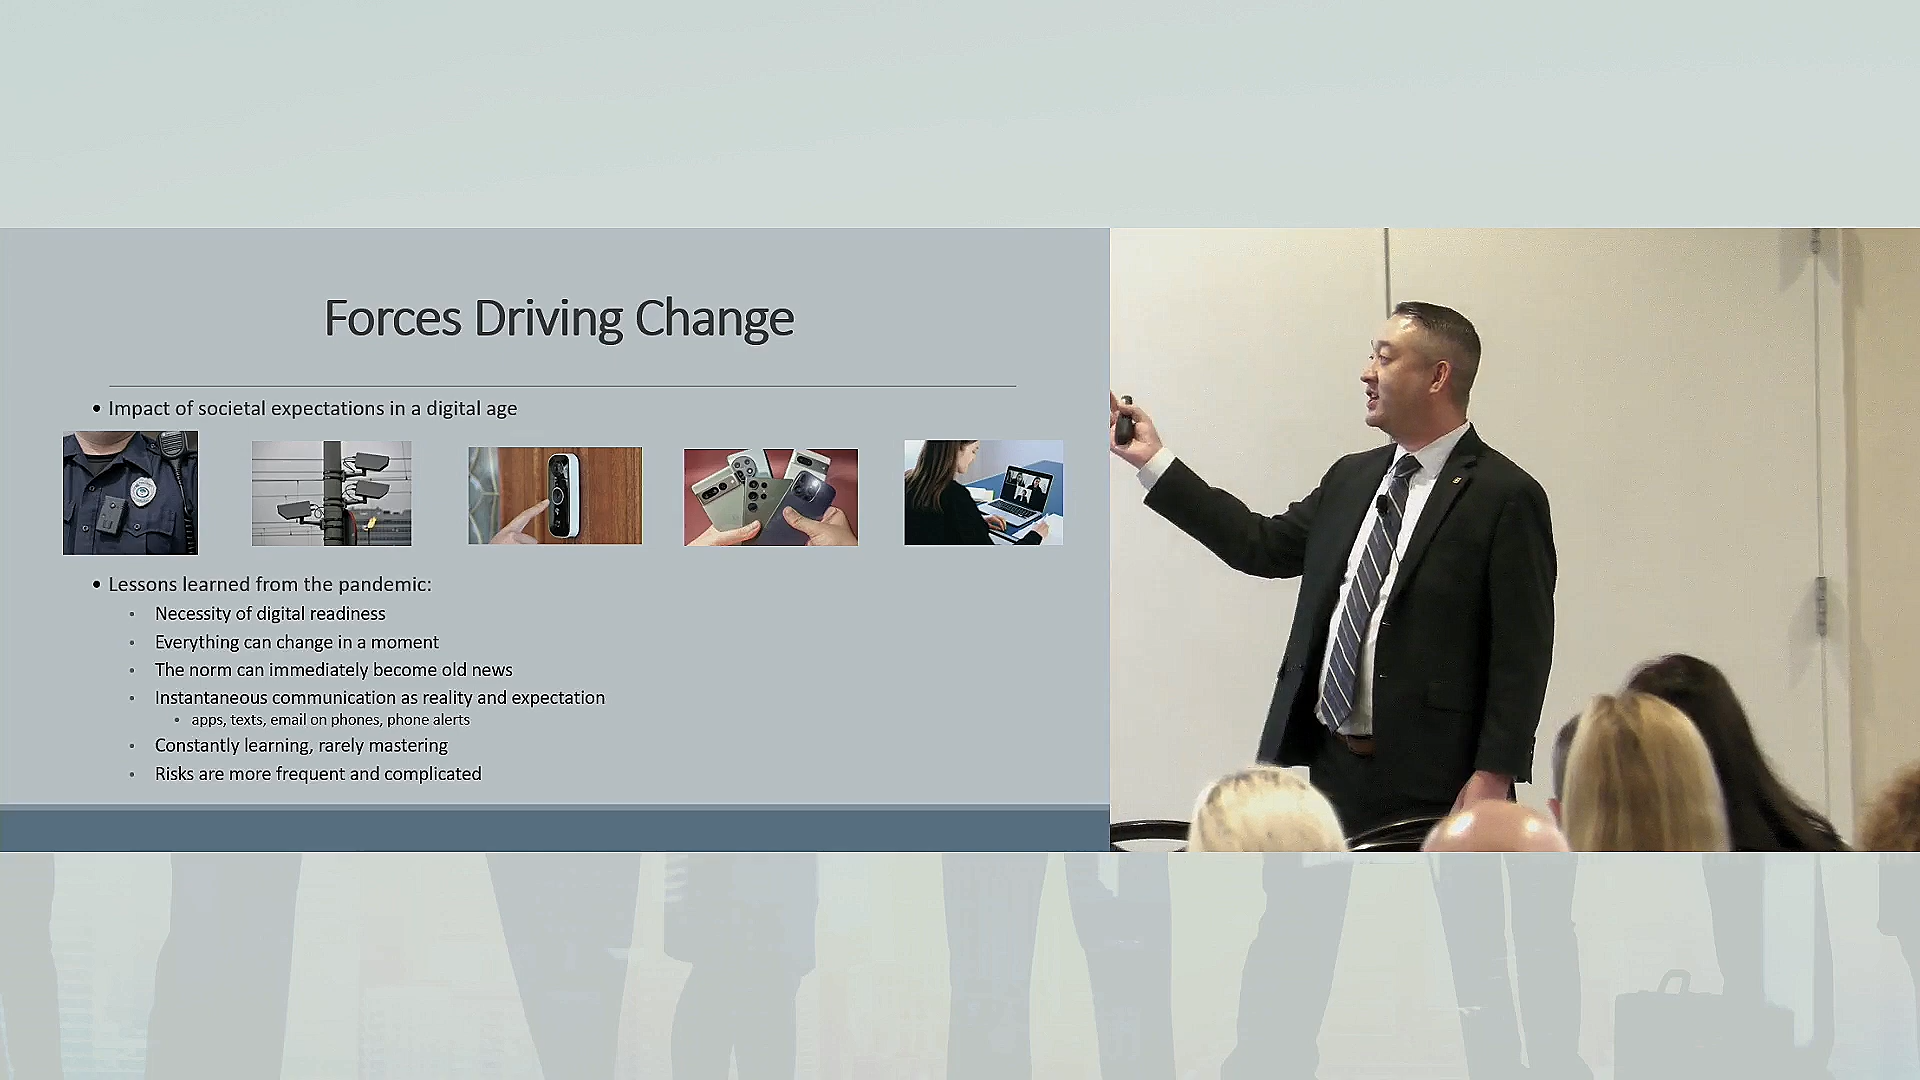 Forces Driving Change
• Impact of societal expectations in a digital age
• Lessons learned from the pandemic:
• Necessity of digital readiness
• Everything can change in a moment
• The norm can immediately become old news
• Instantaneous communication as reality and expectation
• apps, texts, email on phones, phone alerts
• Constantly learning, rarely mastering
• Risks are more frequent and complicated